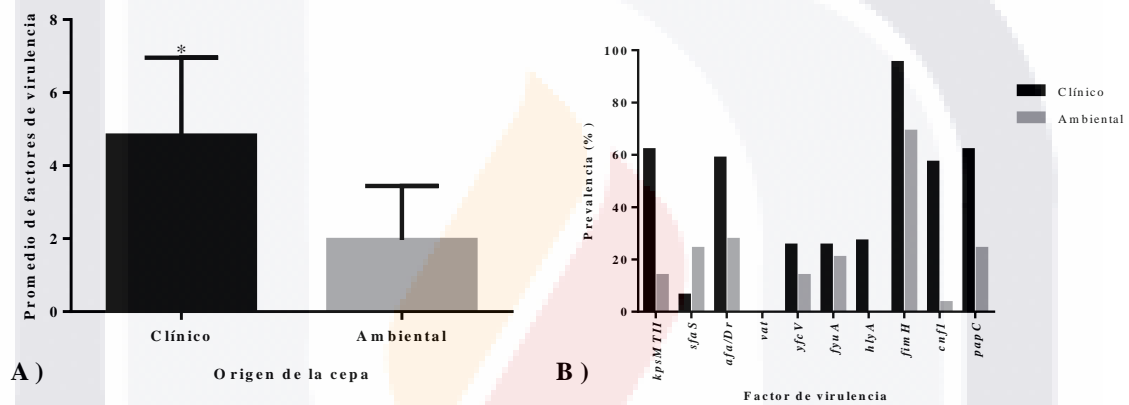 Promedio de factores de virulencia
8
6
4
2
0
*
Clínico
Ambiental
Origen de la cepa
A)
Prevalencia (%)
100
80
60
40
20
0
kpsMTII
sfaS
afa/Dr
vat
yfcV
fyuA
hlyA
fimH
cnf1
papC
Factor de virulencia
B)
Clínico
Ambiental